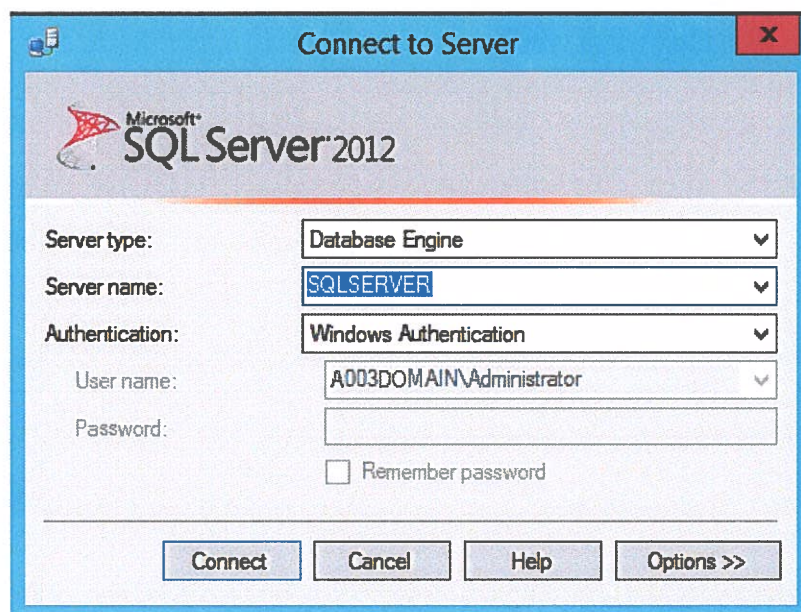 Connect to Server
x
Microsoft®
SQL Server® 2012
Server type: Database Engine
Server name: SQLSERVER
Authentication: Windows Authentication
User name: A003DOMAIN\Administrator
Password:
Remember password
Connect Cancel Help Options >>